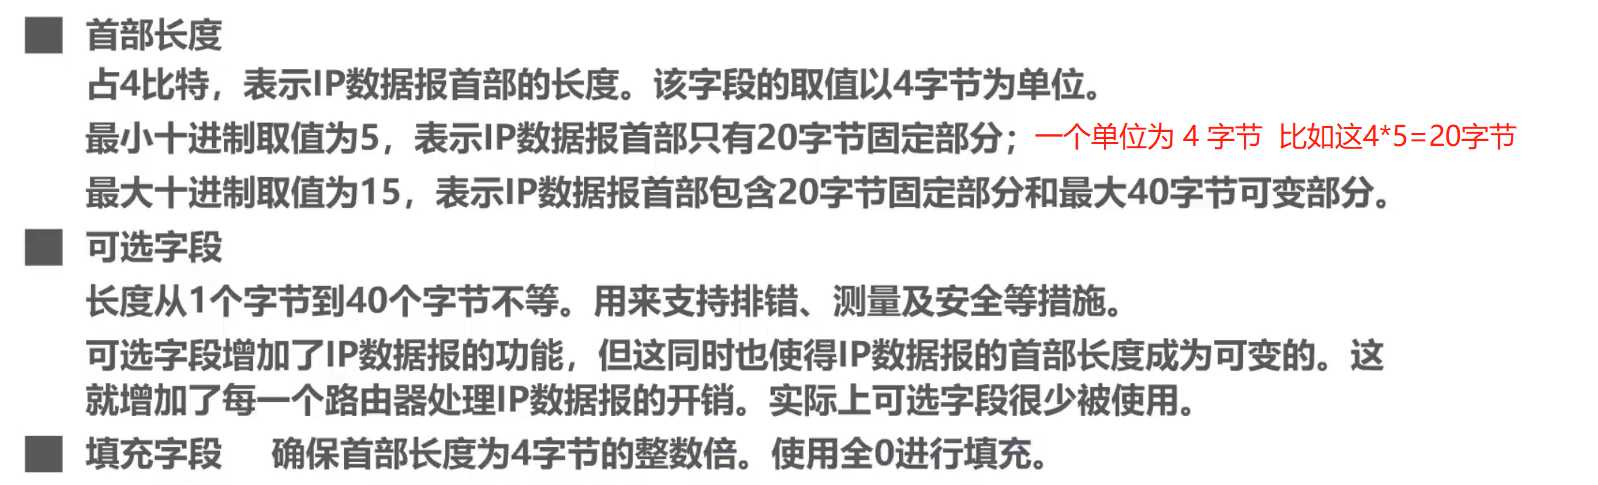 首部长度
占4比特，表示IP数据报首部的长度。该字段的取值以4字节为单位。
最小十进制取值为5，表示IP数据报首部只有20字节固定部分；一个单位为 4 字节  比如这4*5=20字节
最大十进制取值为15，表示IP数据报首部包含20字节固定部分和最大40字节可变部分。
可选字段
长度从1个字节到40个字节不等。用来支持排错、测量及安全等措施。
可选字段增加了IP数据报的功能，但这同时也使得IP数据报的首部长度成为可变的。这
就增加了每一个路由器处理IP数据报的开销。实际上可选字段很少被使用。
填充字段  确保首部长度为4字节的整数倍。使用全0进行填充。